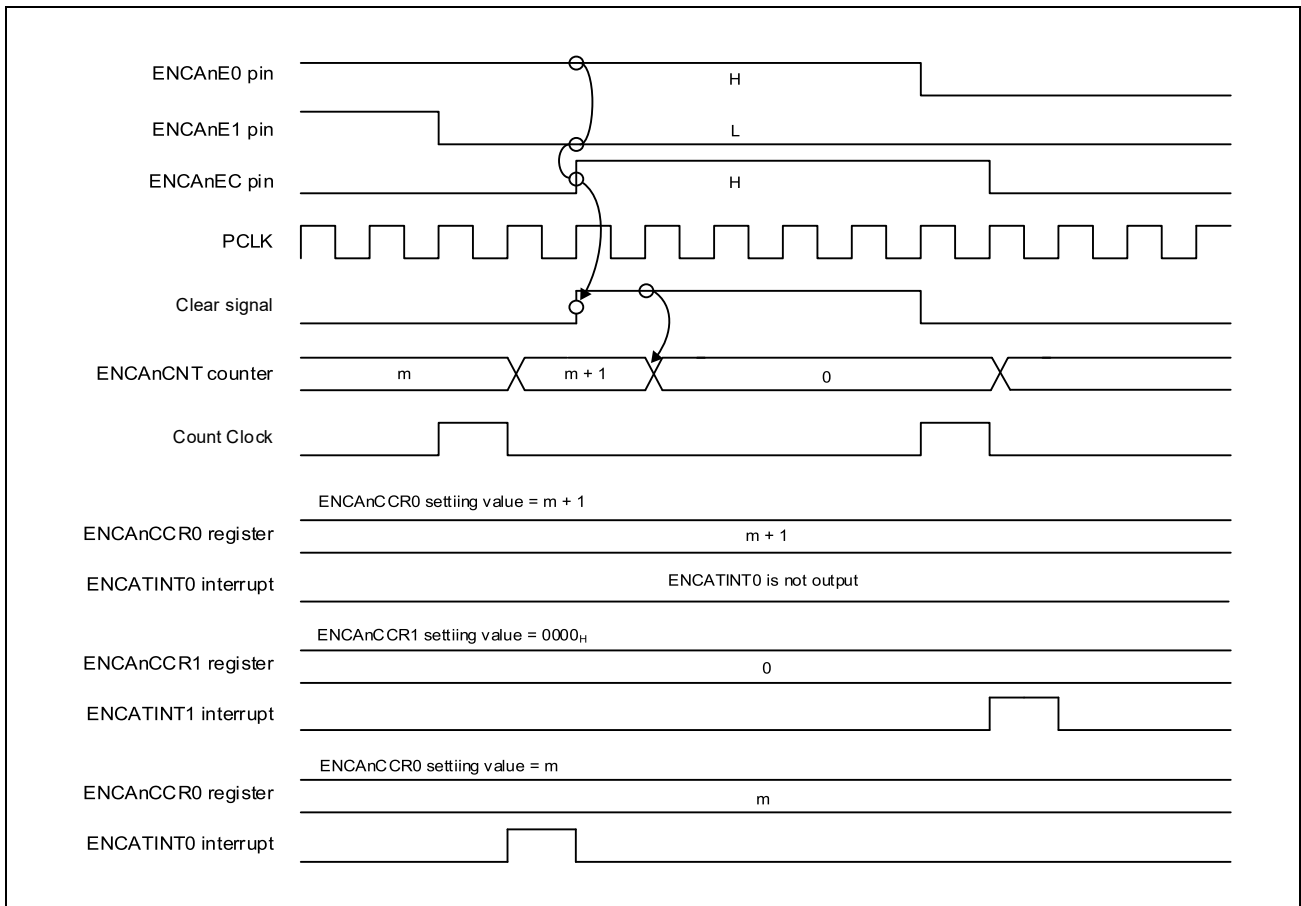 ENCAnE0 pin
H
ENCAnE1 pin
L
ENCAnEC pin
H
PCLK
Clear signal
ENCAnCNT counter
m
m + 1
0
Count Clock
ENCAnCCR0 settiing value = m + 1
ENCAnCCR0 register
m + 1
ENCATINT0 interrupt
ENCATINT0 is not output
ENCAnCCR1 settiing value = 0000H
ENCAnCCR1 register
0
ENCATINT1 interrupt
ENCAnCCR0 settiing value = m
ENCAnCCR0 register
m
ENCATINT0 interrupt